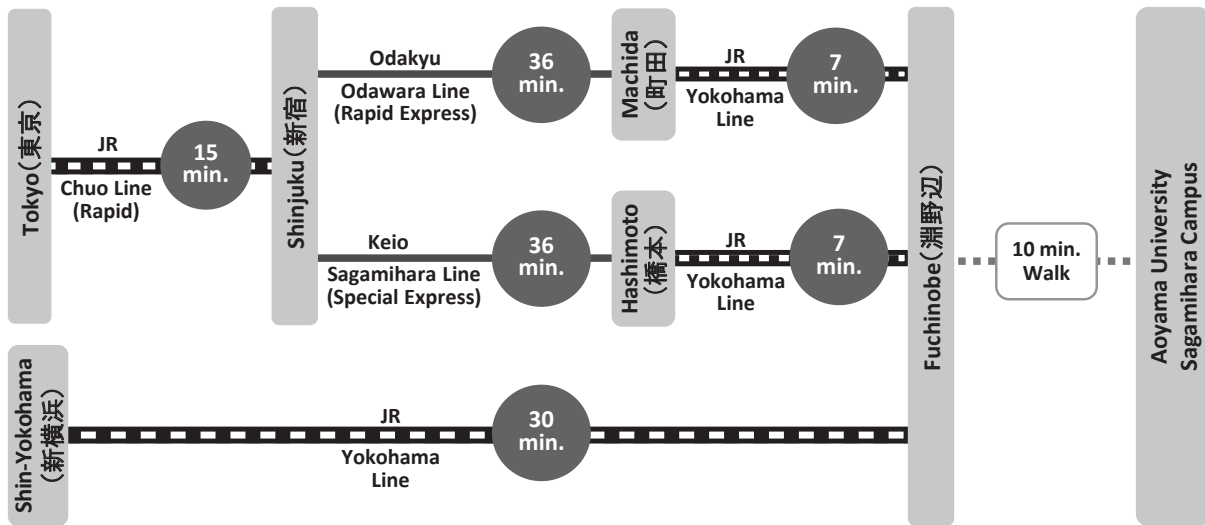 Tokyo(東京)
JR
Chuo Line
(Rapid)
15
min.
Shinjuku(新宿)
Odakyu
Odawara Line
(Rapid Express)
36
min.
Machida
(町田)
JR
Yokohama
Line
7
min.
Keio
Sagamihara Line
(Special Express)
36
min.
Hashimoto
(橋本)
JR
Yokohama
Line
7
min.
Shin-Yokohama
(新横浜)
JR
Yokohama
Line
30
min.
Fuchinobe(淵野辺)
10 min.
Walk
Aoyama University
Sagamihara Campus